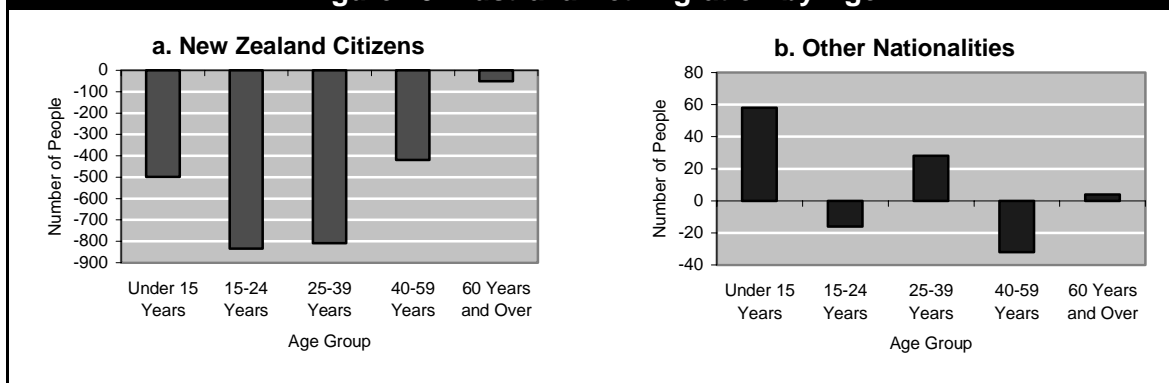 a. New Zealand Citizens
0
-100
-200
-300
-400
-500
-600
-700
-800
-900
Number of People
Under 15 Years
15-24 Years
25-39 Years
40-59 Years
60 Years and Over
Age Group
b. Other Nationalities
80
60
40
20
0
-20
-40
Number of People
Under 15 Years
15-24 Years
25-39 Years
40-59 Years
60 Years and Over
Age Group